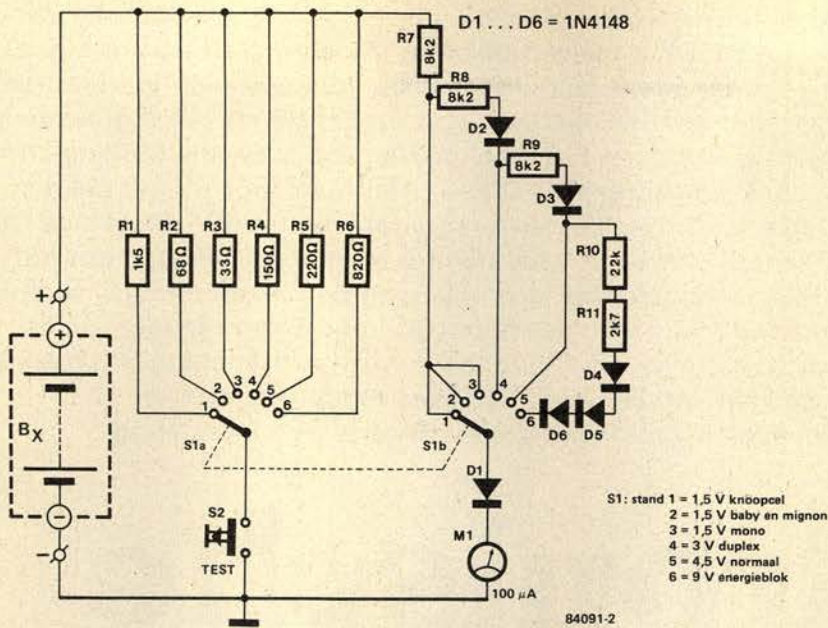 D1 . . . D6 = 1N4148
R7
8k2
R8
8k2
D2
R9
8k2
D3
R1
R2
R3
R4
R5
R6
1k5
68Ω
33Ω
150Ω
220Ω
820Ω
R10
22k
R11
2k7
D4
+
+
BX
−
−
1
2
3
4
5
6
S1a
1
2
3
4
5
6
S1b
D6
D5
D1
S2
TEST
M1
100 µA
S1: stand 1 = 1,5 V knoopcel
2 = 1,5 V baby en mignon
3 = 1,5 V mono
4 = 3 V duplex
5 = 4,5 V normaal
6 = 9 V energieblok
84091-2